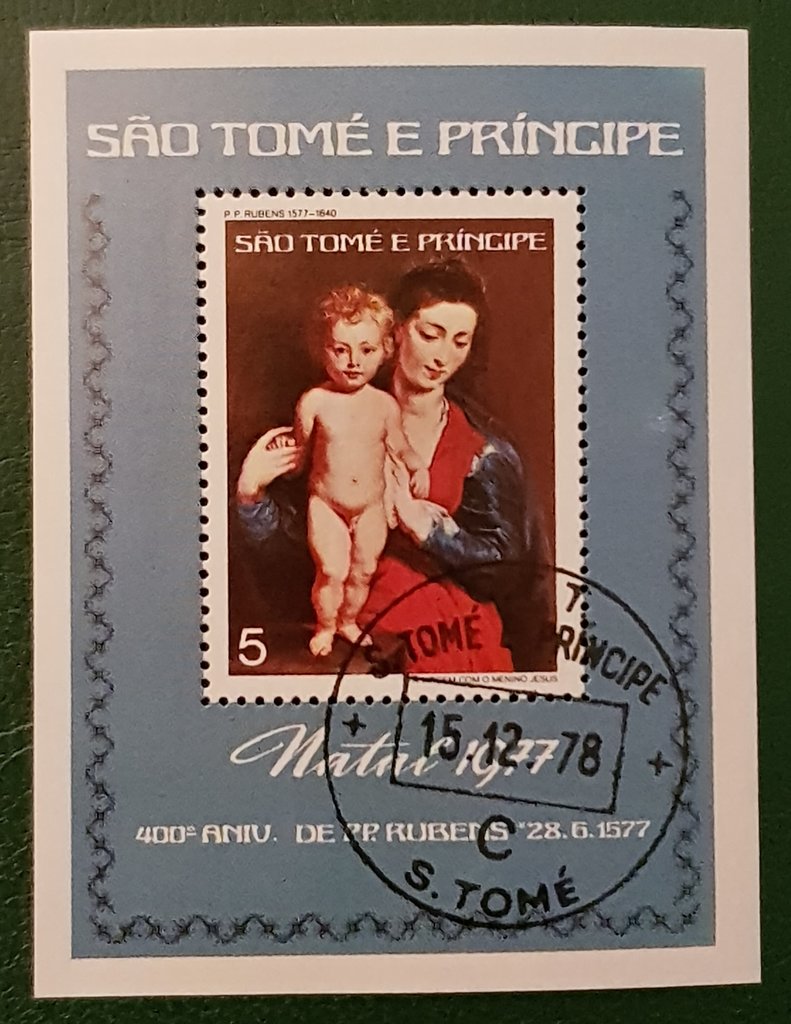 SÃO TOMÉ E PRÍNCIPE
P.P. RUBENS 1577-1640
SÃO TOMÉ E PRÍNCIPE
5
COM O MENINO JESUS
Natal 1977
400º ANIV. DE P.P. RUBENS *28.6.1577
T.
S. TOMÉ E PRÍNCIPE
+ 15.12.78 +
C
S. TOMÉ